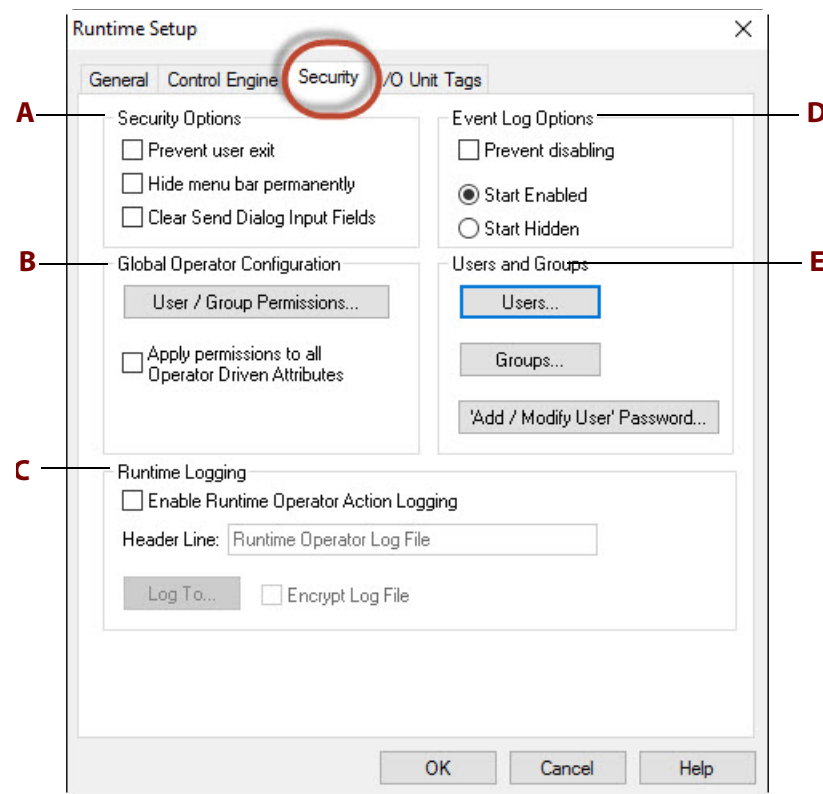 Runtime Setup
General Control Engine Security I/O Unit Tags
A
Security Options
Prevent user exit
Hide menu bar permanently
Clear Send Dialog Input Fields
D
Event Log Options
Prevent disabling
Start Enabled
Start Hidden
B
Global Operator Configuration
User / Group Permissions...
Apply permissions to all
Operator Driven Attributes
E
Users and Groups
Users...
Groups...
'Add / Modify User' Password...
C
Runtime Logging
Enable Runtime Operator Action Logging
Header Line: Runtime Operator Log File
Log To... Encrypt Log File
OK Cancel Help